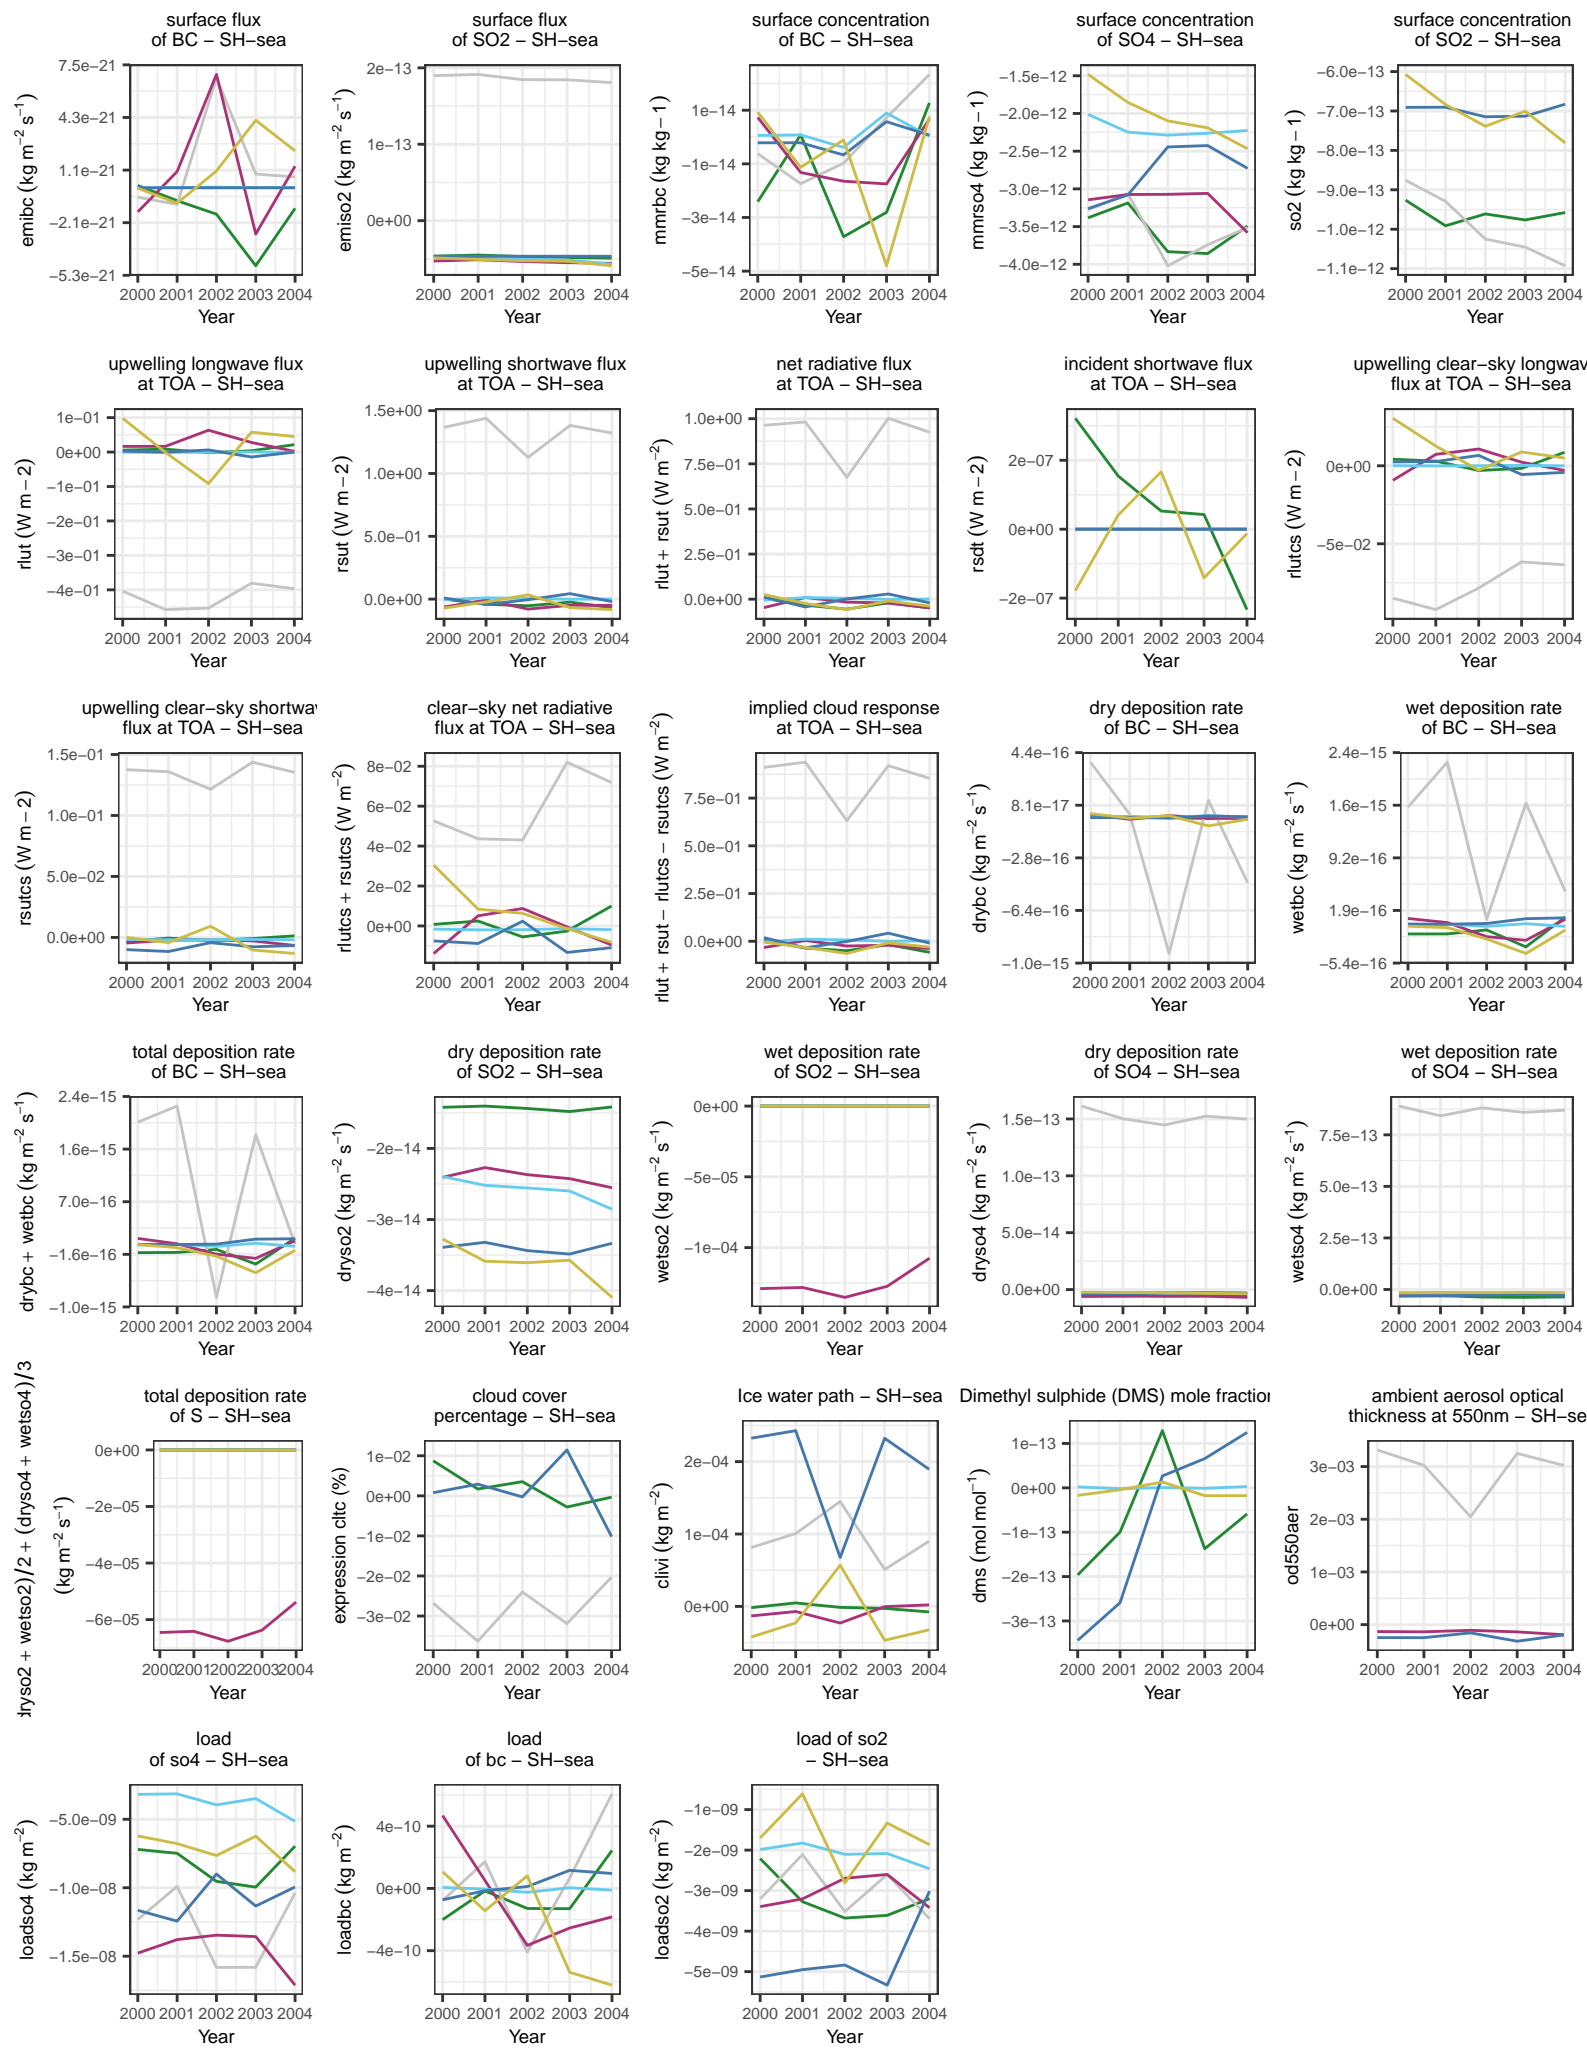 surface flux
of BC − SH−sea
emibc (kg m−2 s−1)
7.5e−21
4.3e−21
1.1e−21
−2.1e−21
−5.3e−21
2000 2001 2002 2003 2004
Year
surface flux
of SO2 − SH−sea
emiso2 (kg m−2 s−1)
2e−13
1e−13
0e+00
2000 2001 2002 2003 2004
Year
surface concentration
of BC − SH−sea
mmrbc (kg kg − 1)
1e−14
−1e−14
−3e−14
−5e−14
2000 2001 2002 2003 2004
Year
surface concentration
of SO4 − SH−sea
mmrso4 (kg kg − 1)
−1.5e−12
−2.0e−12
−2.5e−12
−3.0e−12
−3.5e−12
−4.0e−12
2000 2001 2002 2003 2004
Year
surface concentration
of SO2 − SH−sea
so2 (kg kg − 1)
−6.0e−13
−7.0e−13
−8.0e−13
−9.0e−13
−1.0e−12
−1.1e−12
2000 2001 2002 2003 2004
Year
upwelling longwave flux
at TOA − SH−sea
rlut (W m − 2)
1e−01
0e+00
−1e−01
−2e−01
−3e−01
−4e−01
2000 2001 2002 2003 2004
Year
upwelling shortwave flux
at TOA − SH−sea
rsut (W m − 2)
1.5e+00
1.0e+00
5.0e−01
0.0e+00
2000 2001 2002 2003 2004
Year
net radiative flux
at TOA − SH−sea
rlut + rsut (W m−2)
1.0e+00
7.5e−01
5.0e−01
2.5e−01
0.0e+00
2000 2001 2002 2003 2004
Year
incident shortwave flux
at TOA − SH−sea
rsdt (W m − 2)
2e−07
0e+00
−2e−07
2000 2001 2002 2003 2004
Year
upwelling clear−sky longwav
flux at TOA − SH−sea
rlutcs (W m − 2)
0e+00
−5e−02
2000 2001 2002 2003 2004
Year
upwelling clear−sky shortwav
flux at TOA − SH−sea
rsutcs (W m − 2)
1.5e−01
1.0e−01
5.0e−02
0.0e+00
2000 2001 2002 2003 2004
Year
clear−sky net radiative
flux at TOA − SH−sea
rlutcs + rsutcs (W m−2)
8e−02
6e−02
4e−02
2e−02
0e+00
2000 2001 2002 2003 2004
Year
implied cloud response
at TOA − SH−sea
rlut + rsut − rlutcs − rsutcs (W m−2)
7.5e−01
5.0e−01
2.5e−01
0.0e+00
2000 2001 2002 2003 2004
Year
dry deposition rate
of BC − SH−sea
drybc (kg m−2 s−1)
4.4e−16
8.1e−17
−2.8e−16
−6.4e−16
−1.0e−15
2000 2001 2002 2003 2004
Year
wet deposition rate
of BC − SH−sea
wetbc (kg m−2 s−1)
2.4e−15
1.6e−15
9.2e−16
1.9e−16
−5.4e−16
2000 2001 2002 2003 2004
Year
total deposition rate
of BC − SH−sea
drybc + wetbc (kg m−2 s−1)
2.4e−15
1.6e−15
7.0e−16
−1.6e−16
−1.0e−15
2000 2001 2002 2003 2004
Year
dry deposition rate
of SO2 − SH−sea
dryso2 (kg m−2 s−1)
−2e−14
−3e−14
−4e−14
2000 2001 2002 2003 2004
Year
wet deposition rate
of SO2 − SH−sea
wetso2 (kg m−2 s−1)
0e+00
−5e−05
−1e−04
2000 2001 2002 2003 2004
Year
dry deposition rate
of SO4 − SH−sea
dryso4 (kg m−2 s−1)
1.5e−13
1.0e−13
5.0e−14
0.0e+00
2000 2001 2002 2003 2004
Year
wet deposition rate
of SO4 − SH−sea
wetso4 (kg m−2 s−1)
7.5e−13
5.0e−13
2.5e−13
0.0e+00
2000 2001 2002 2003 2004
Year
total deposition rate
of S − SH−sea
dryso2 + wetso2)/2 + (dryso4 + wetso4)/3
(kg m−2 s−1)
0e+00
−2e−05
−4e−05
−6e−05
2000 2001 2002 2003 2004
Year
cloud cover
percentage − SH−sea
expression cltc (%)
1e−02
0e+00
−1e−02
−2e−02
−3e−02
2000 2001 2002 2003 2004
Year
Ice water path − SH−sea
clivi (kg m−2)
2e−04
1e−04
0e+00
2000 2001 2002 2003 2004
Year
Dimethyl sulphide (DMS) mole fraction
dms (mol mol−1)
1e−13
0e+00
−1e−13
−2e−13
−3e−13
2000 2001 2002 2003 2004
Year
ambient aerosol optical
thickness at 550nm − SH−se
od550aer
3e−03
2e−03
1e−03
0e+00
2000 2001 2002 2003 2004
Year
load
of so4 − SH−sea
loadso4 (kg m−2)
−5.0e−09
−1.0e−08
−1.5e−08
2000 2001 2002 2003 2004
Year
load
of bc − SH−sea
loadbc (kg m−2)
4e−10
0e+00
−4e−10
2000 2001 2002 2003 2004
Year
load of so2
− SH−sea
loadso2 (kg m−2)
−1e−09
−2e−09
−3e−09
−4e−09
−5e−09
2000 2001 2002 2003 2004
Year